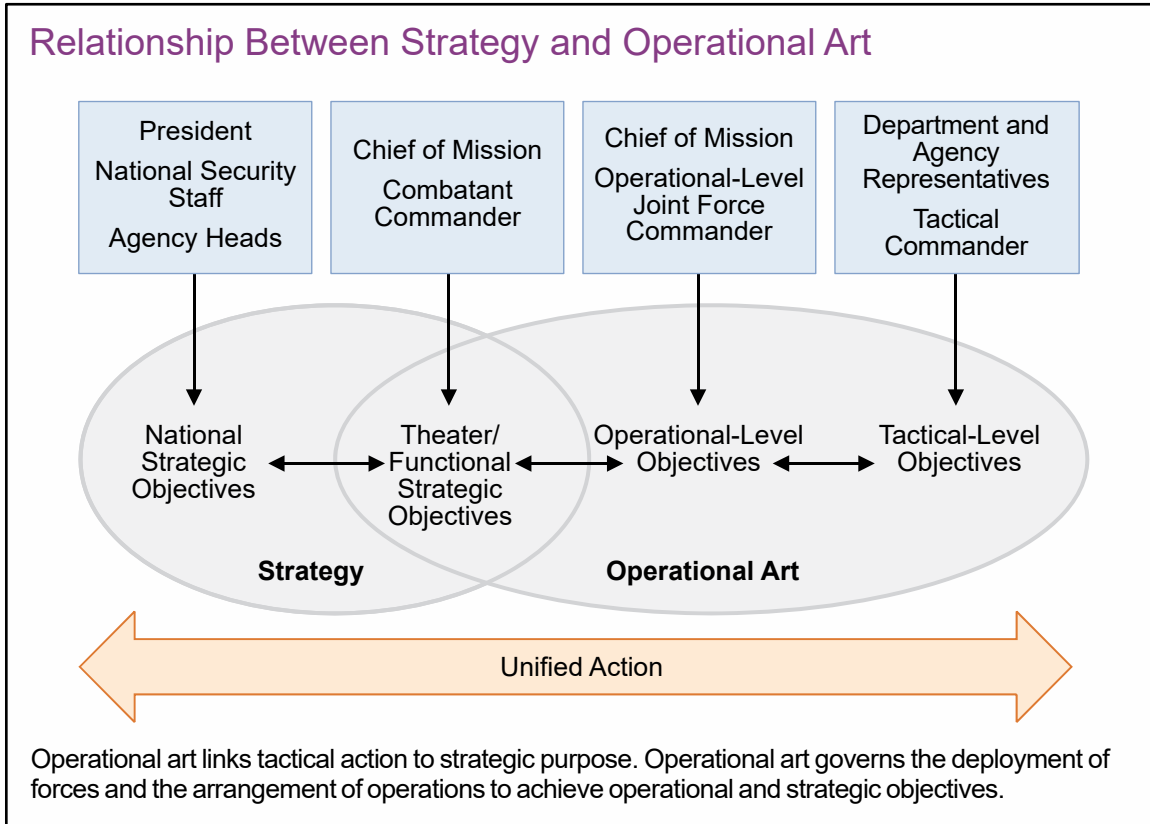 Relationship Between Strategy and Operational Art
President
National Security
Staff
Agency Heads
Chief of Mission
Combatant
Commander
Chief of Mission
Operational-Level
Joint Force
Commander
Department and
Agency
Representatives
Tactical
Commander
National
Strategic
Objectives
Theater/
Functional
Strategic
Objectives
Operational-Level
Objectives
Tactical-Level
Objectives
Strategy
Operational Art
Unified Action
Operational art links tactical action to strategic purpose. Operational art governs the deployment of
forces and the arrangement of operations to achieve operational and strategic objectives.